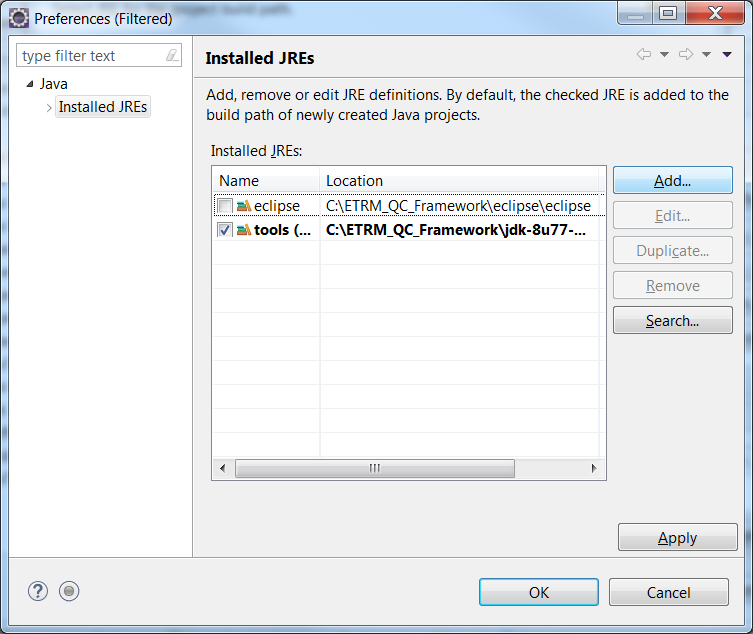 Preferences (Filtered)
type filter text
Java
Installed JREs
Installed JREs
Add, remove or edit JRE definitions. By default, the checked JRE is added to the
build path of newly created Java projects.
Installed JREs:
Name Location
eclipse C:\ETRM_QC_Framework\eclipse\eclipse
tools (... C:\ETRM_QC_Framework\jdk-8u77-...
Add...
Edit...
Duplicate...
Remove
Search...
Apply
OK Cancel